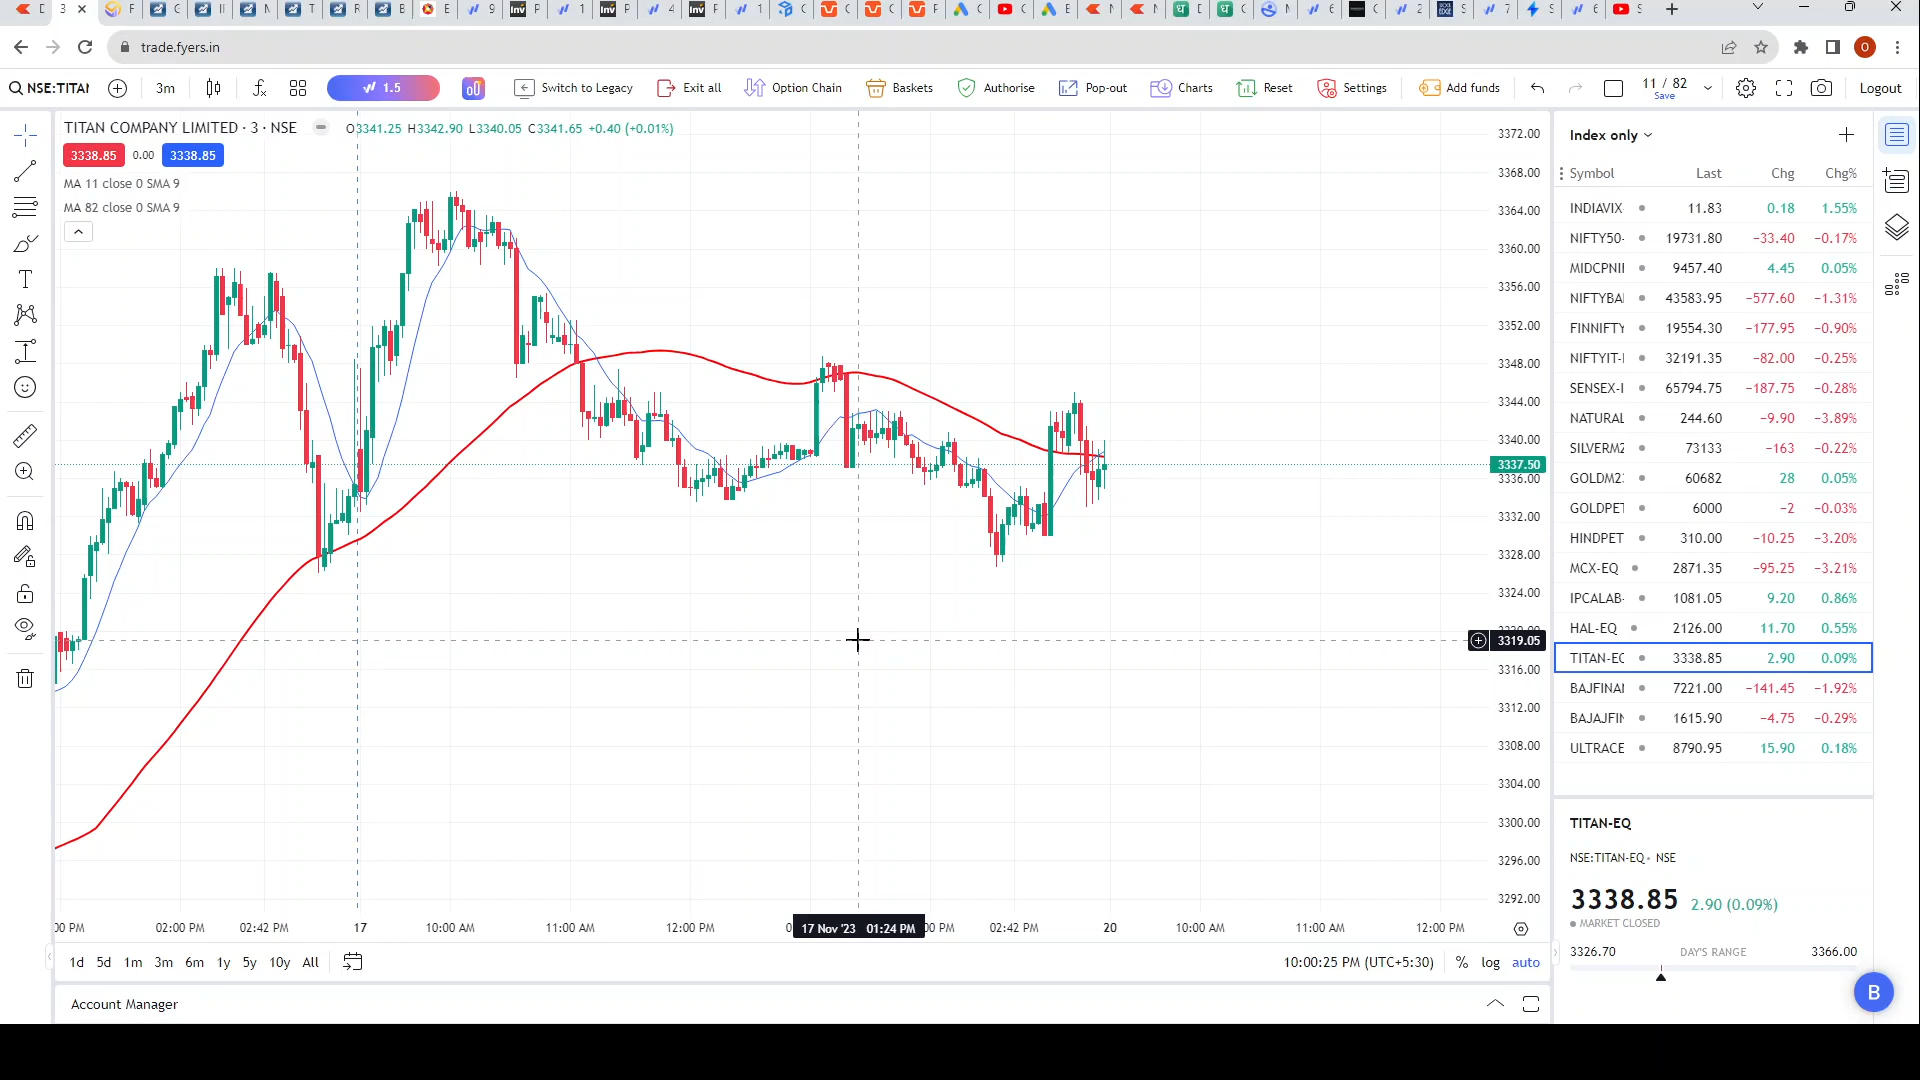 trade.fyers.in
NSE:TITAN
3m
1.5
Switch to Legacy
Exit all
Option Chain
Baskets
Authorise
Pop-out
Charts
Reset
Settings
Add funds
11 / 82
Save
Logout
TITAN COMPANY LIMITED · 3 · NSE
O3341.25 H3342.90 L3340.05 C3341.65 +0.40 (+0.01%)
3338.85 0.00 3338.85
MA 11 close 0 SMA 9
MA 82 close 0 SMA 9
3372.00
3368.00
3364.00
3360.00
3356.00
3352.00
3348.00
3344.00
3340.00
3337.50
3336.00
3332.00
3328.00
3324.00
3319.05
3316.00
3312.00
3308.00
3304.00
3300.00
3296.00
3292.00
02:00 PM 02:42 PM 17 10:00 AM 11:00 AM 12:00 PM 17 Nov '23 01:24 PM 02:42 PM 20 10:00 AM 11:00 AM 12:00 PM
1d 5d 1m 3m 6m 1y 5y 10y All
10:00:25 PM (UTC+5:30) % log auto
Account Manager
Index only
Symbol Last Chg Chg%
INDIAVIX 11.83 0.18 1.55%
NIFTY50- 19731.80 −33.40 −0.17%
MIDCPNII 9457.40 4.45 0.05%
NIFTYBAI 43583.95 −577.60 −1.31%
FINNIFTY 19554.30 −177.95 −0.90%
NIFTYIT-I 32191.35 −82.00 −0.25%
SENSEX-I 65794.75 −187.75 −0.28%
NATURAL 244.60 −9.90 −3.89%
SILVERM2 73133 −163 −0.22%
GOLDM2 60682 28 0.05%
GOLDPET 6000 −2 −0.03%
HINDPET 310.00 −10.25 −3.20%
MCX-EQ 2871.35 −95.25 −3.21%
IPCALAB- 1081.05 9.20 0.86%
HAL-EQ 2126.00 11.70 0.55%
TITAN-EQ 3338.85 2.90 0.09%
BAJFINAI 7221.00 −141.45 −1.92%
BAJAJFIN 1615.90 −4.75 −0.29%
ULTRACE 8790.95 15.90 0.18%
TITAN-EQ
NSE:TITAN-EQ • NSE
3338.85 2.90 (0.09%)
MARKET CLOSED
3326.70 DAY'S RANGE 3366.00
B